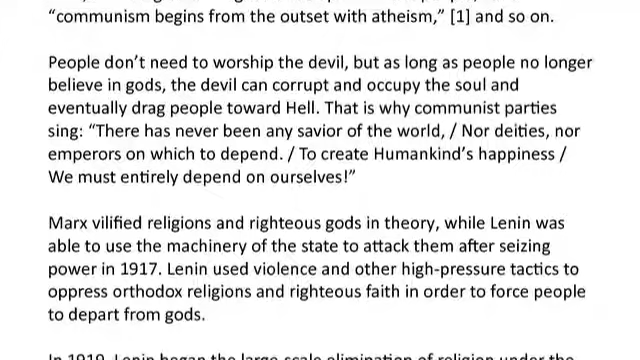 “communism begins from the outset with atheism,” [1] and so on.
People don’t need to worship the devil, but as long as people no longer
believe in gods, the devil can corrupt and occupy the soul and
eventually drag people toward Hell. That is why communist parties
sing: “There has never been any savior of the world, / Nor deities, nor
emperors on which to depend. / To create Humankind’s happiness /
We must entirely depend on ourselves!”
Marx vilified religions and righteous gods in theory, while Lenin was
able to use the machinery of the state to attack them after seizing
power in 1917. Lenin used violence and other high-pressure tactics to
oppress orthodox religions and righteous faith in order to force people
to depart from gods.
In 1919, Lenin began the large-scale elimination of religion under the